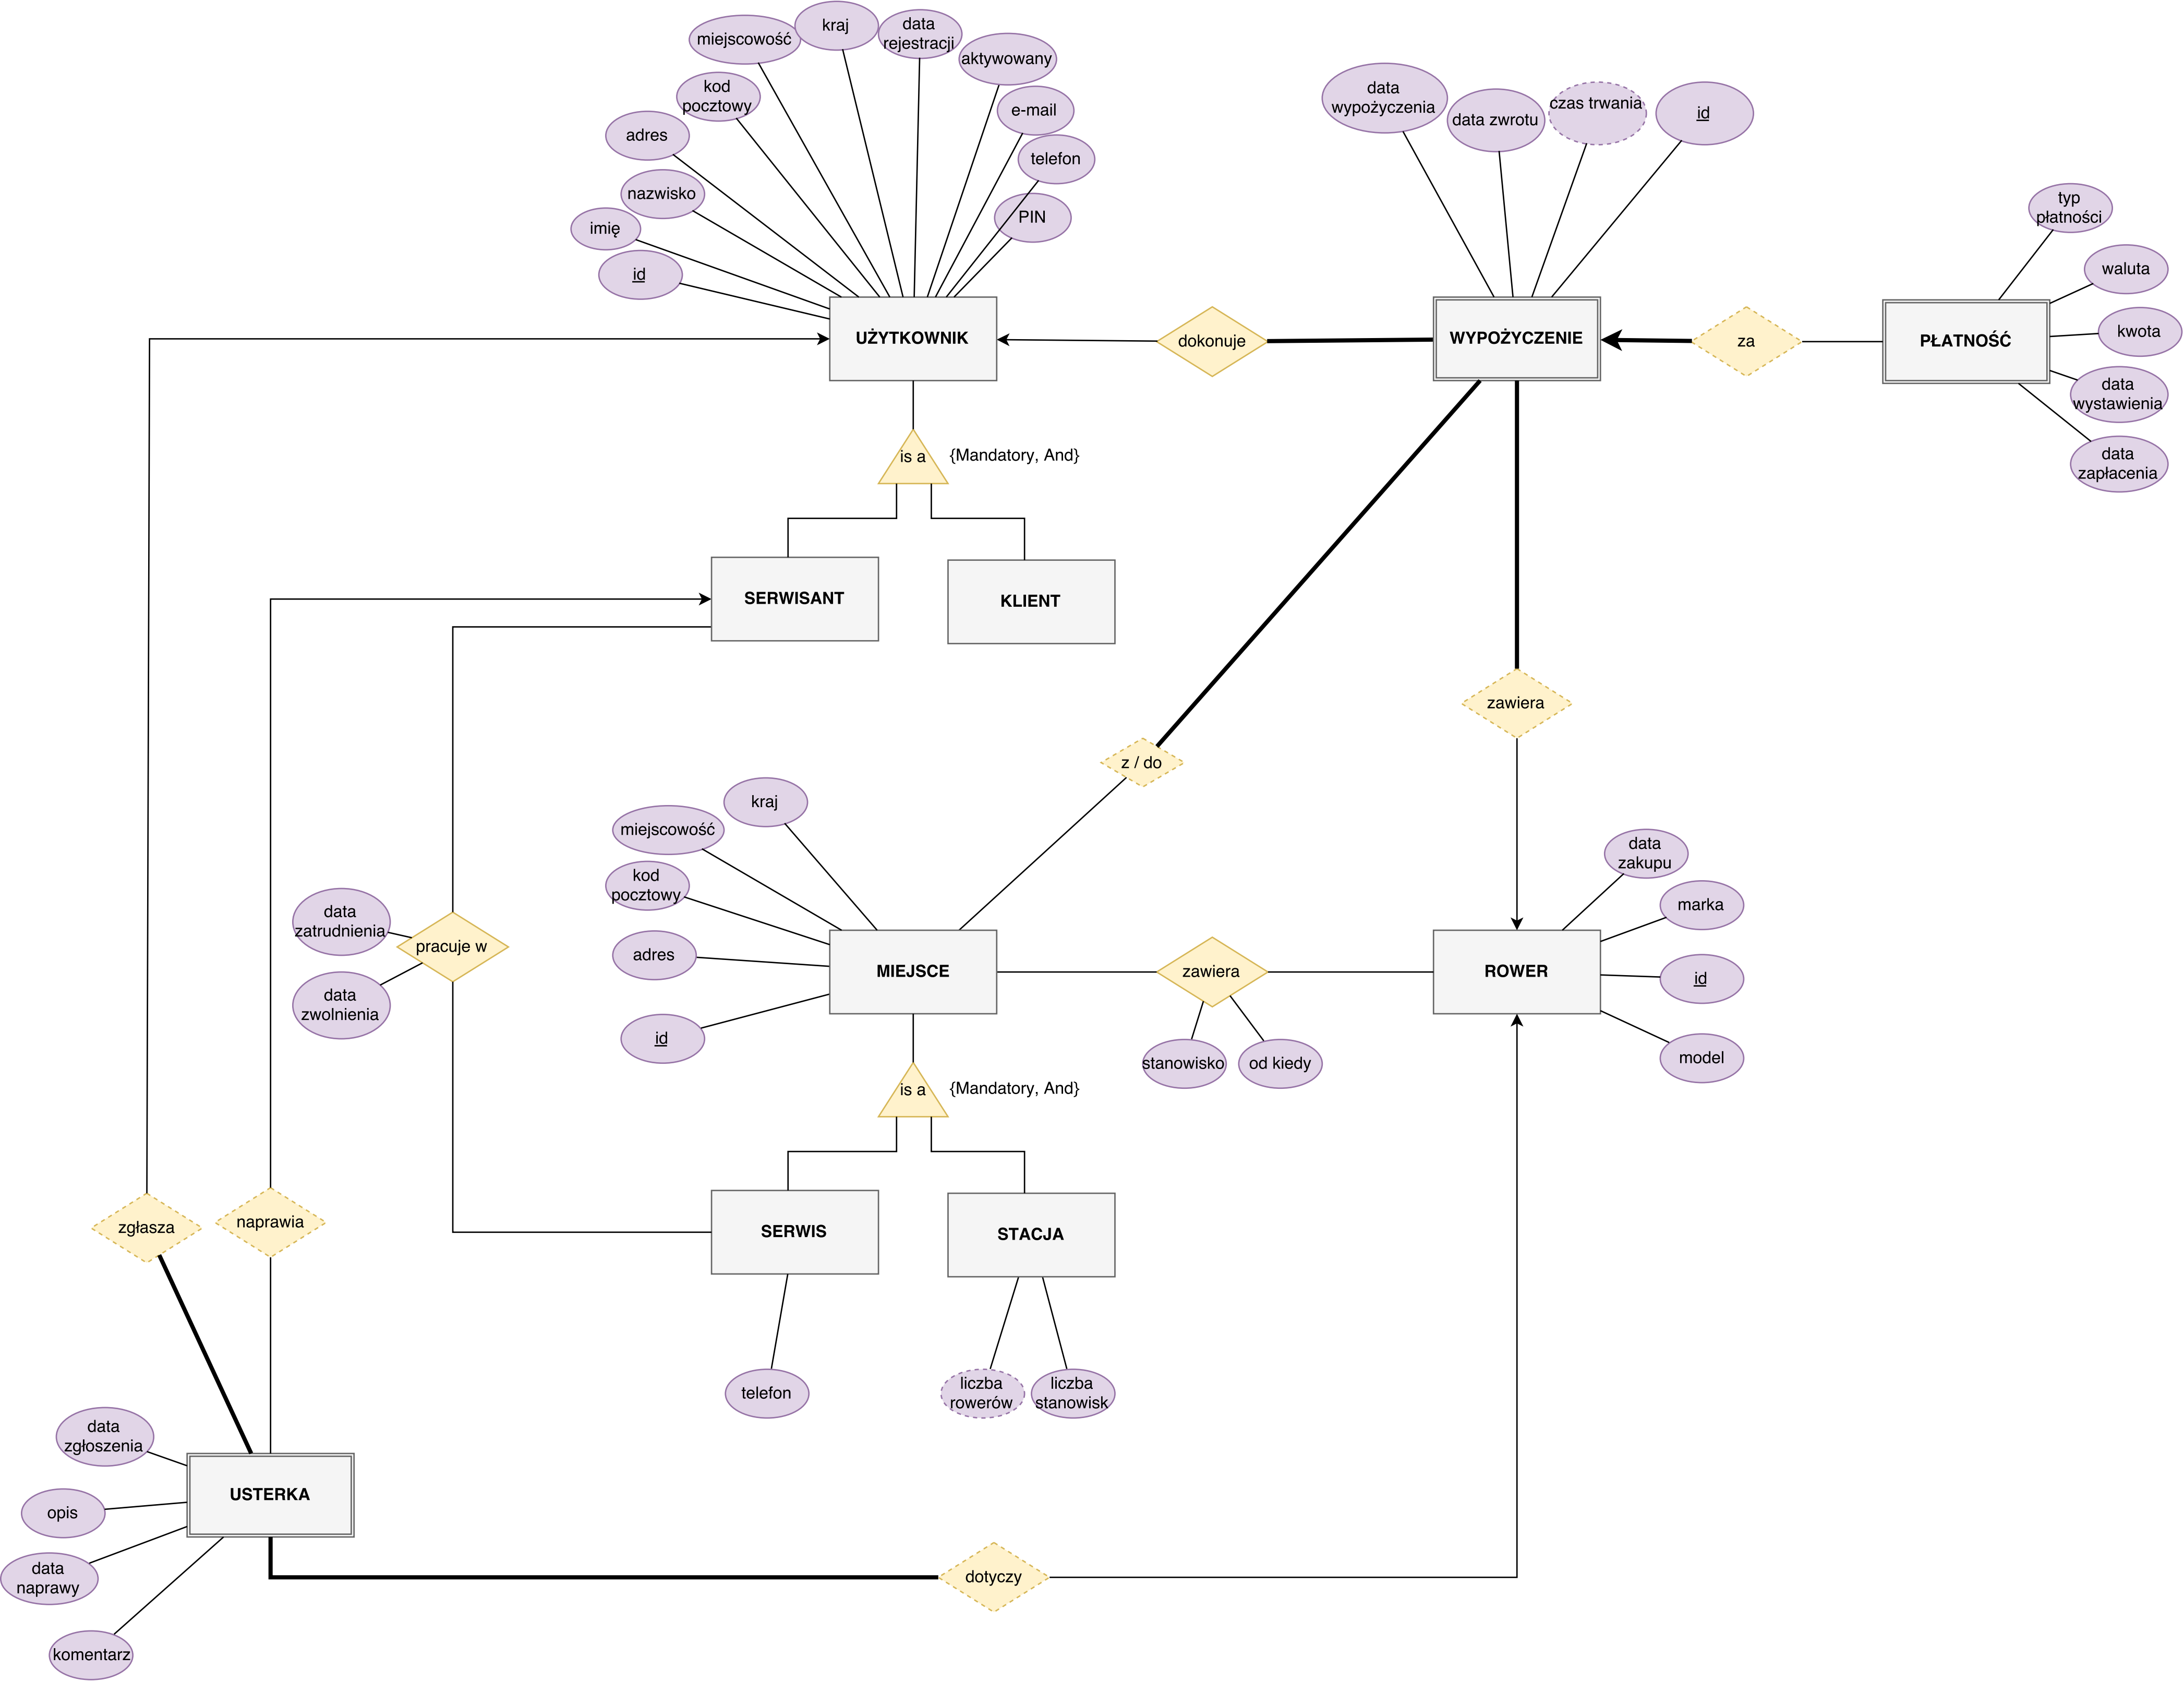 kraj
data
rejestracji
miejscowość
aktywowany
kod
pocztowy
e-mail
adres
telefon
nazwisko
PIN
imię
id
data
wypożyczenia
data zwrotu
czas trwania
id
typ
płatności
waluta
kwota
data
wystawienia
data
zapłacenia
UŻYTKOWNIK
dokonuje
WYPOŻYCZENIE
za
PŁATNOŚĆ
is a
{Mandatory, And}
SERWISANT
KLIENT
zawiera
z / do
kraj
miejscowość
kod
pocztowy
adres
id
data
zakupu
marka
id
model
data
zatrudnienia
pracuje w
data
zwolnienia
MIEJSCE
zawiera
ROWER
stanowisko
od kiedy
is a
{Mandatory, And}
zgłasza
naprawia
SERWIS
STACJA
telefon
liczba
rowerów
liczba
stanowisk
data
zgłoszenia
USTERKA
opis
data
naprawy
dotyczy
komentarz